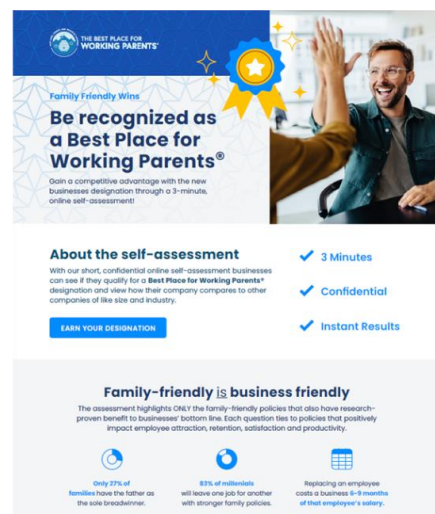 THE BEST PLACE FOR
WORKING PARENTS®
Family Friendly Wins
Be recognized as
a Best Place for
Working Parents®
Gain a competitive advantage with the new
businesses designation through a 3-minute,
online self-assessment!
About the self-assessment
With our short, confidential online self-assessment businesses
can see if they qualify for a Best Place for Working Parents®
designation and view how their company compares to other
companies of like size and industry.
EARN YOUR DESIGNATION
3 Minutes
Confidential
Instant Results
Family-friendly is business friendly
The assessment highlights ONLY the family-friendly policies that also have research-
proven benefit to businesses' bottom line. Each question ties to policies that positively
impact employee attraction, retention, satisfaction and productivity.
Only 27% of
families have the father as
the sole breadwinner.
83% of millenials
will leave one job for another
with stronger family policies.
Replacing an employee
costs a business 6-9 months
of that employee's salary.